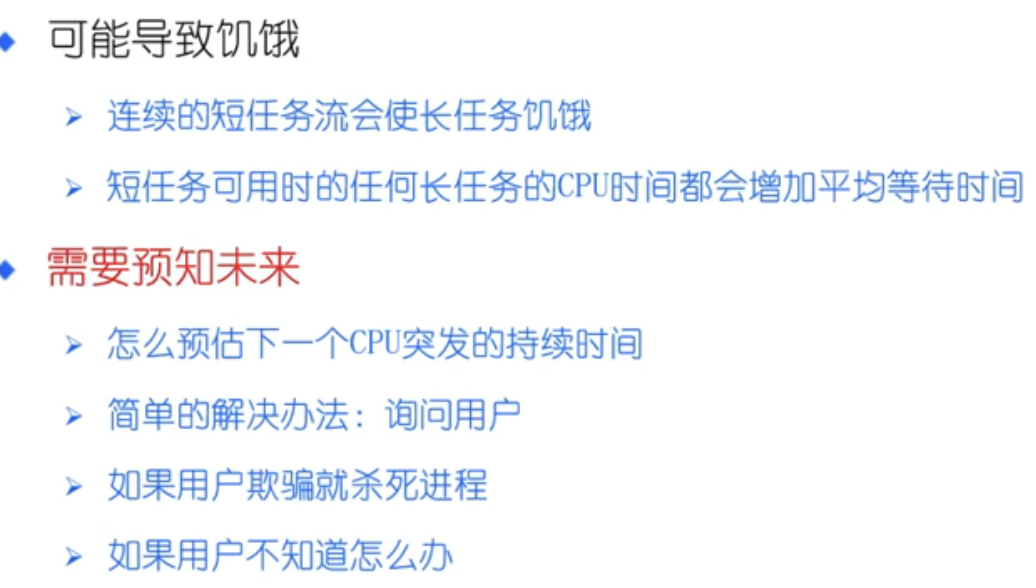 可能导致饥饿
连续的短任务流会使长任务饥饿
短任务可用时的任何长任务的CPU时间都会增加平均等待时间
需要预知未来
怎么预估下一个CPU突发的持续时间
简单的解决办法：询问用户
如果用户欺骗就杀死进程
如果用户不知道怎么办